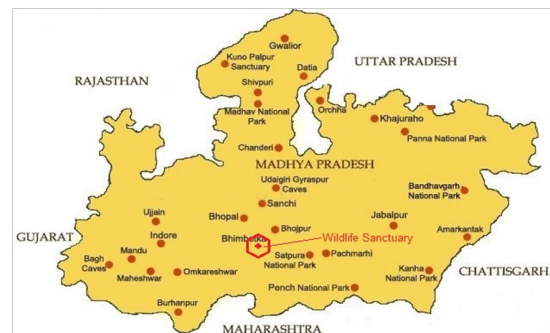 Gwalior
Kuno Palpur
Sanctuary
UTTAR PRADESH
Datia
RAJASTHAN
Shivpuri
Madhav National
Park
Orchha
Khajuraho
Panna National Park
Chanderi
MADHYA PRADESH
Udaigiri Gyraspur
Caves
Bandhavgarh
National Park
Sanchi
Ujjain
Bhopal
Bhojpur
Jabalpur
GUJARAT
Indore
Bhimbetka
Wildlife Sanctuary
Amarkantak
Mandu
Bagh
Caves
Satpura
National Park
Pachmarhi
Maheshwar
Omkareshwar
Kanha
National Park
CHATTISGARH
Pench National Park
Burhanpur
MAHARASHTRA